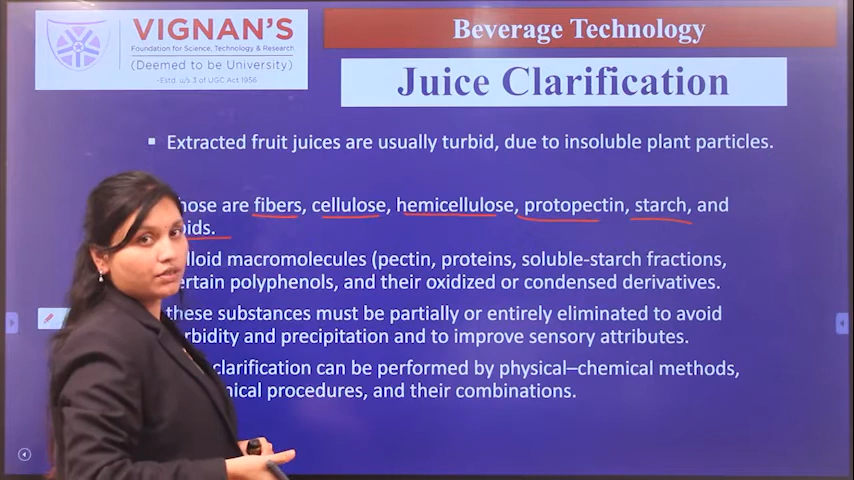 VIGNAN'S
Foundation for Science, Technology & Research
(Deemed to be University)
-Estd. u/s 3 of UGC Act 1956
Beverage Technology
Juice Clarification
Extracted fruit juices are usually turbid, due to insoluble plant particles.
hose are fibers, cellulose, hemicellulose, protopectin, starch, and
ids.
lloid macromolecules (pectin, proteins, soluble-starch fractions,
ertain polyphenols, and their oxidized or condensed derivatives.
these substances must be partially or entirely eliminated to avoid
rbidity and precipitation and to improve sensory attributes.
clarification can be performed by physical–chemical methods,
nical procedures, and their combinations.